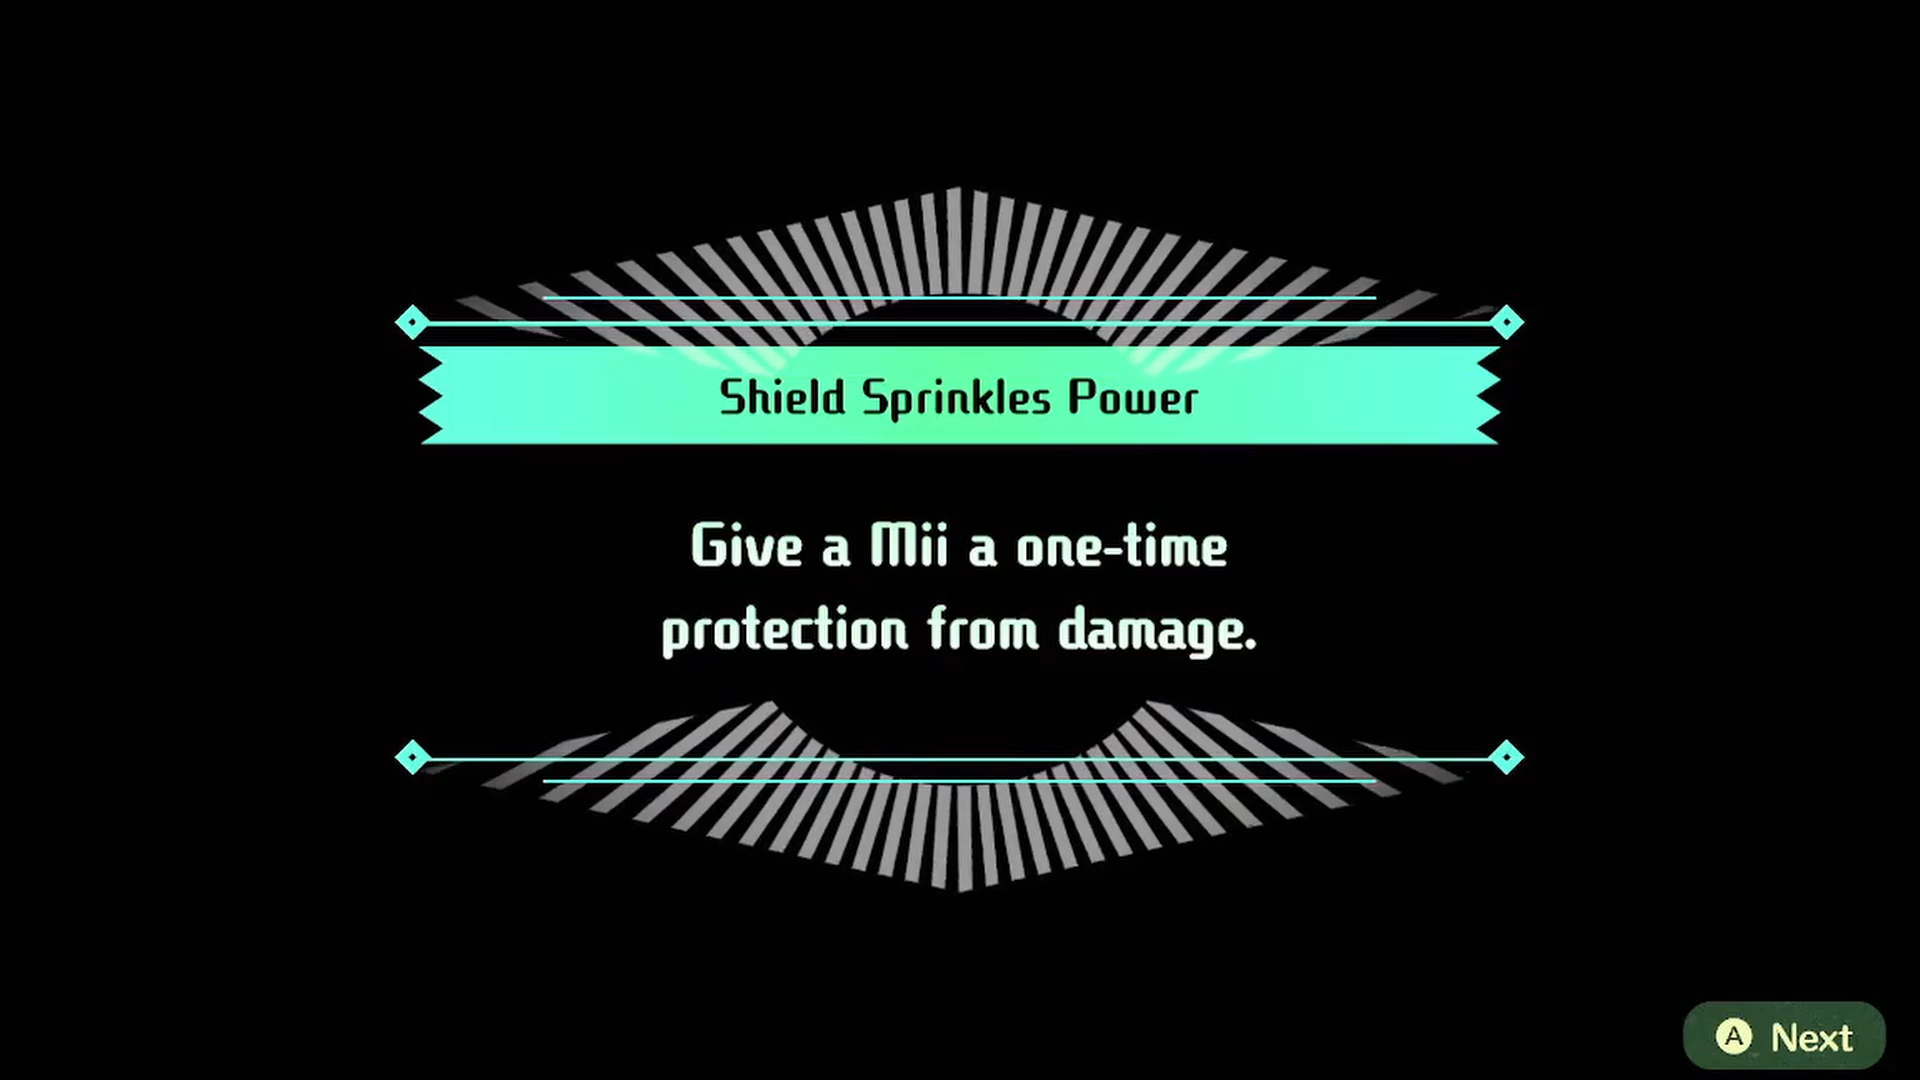 Shield Sprinkles Power
Give a Mii a one-time
protection from damage.
A Next